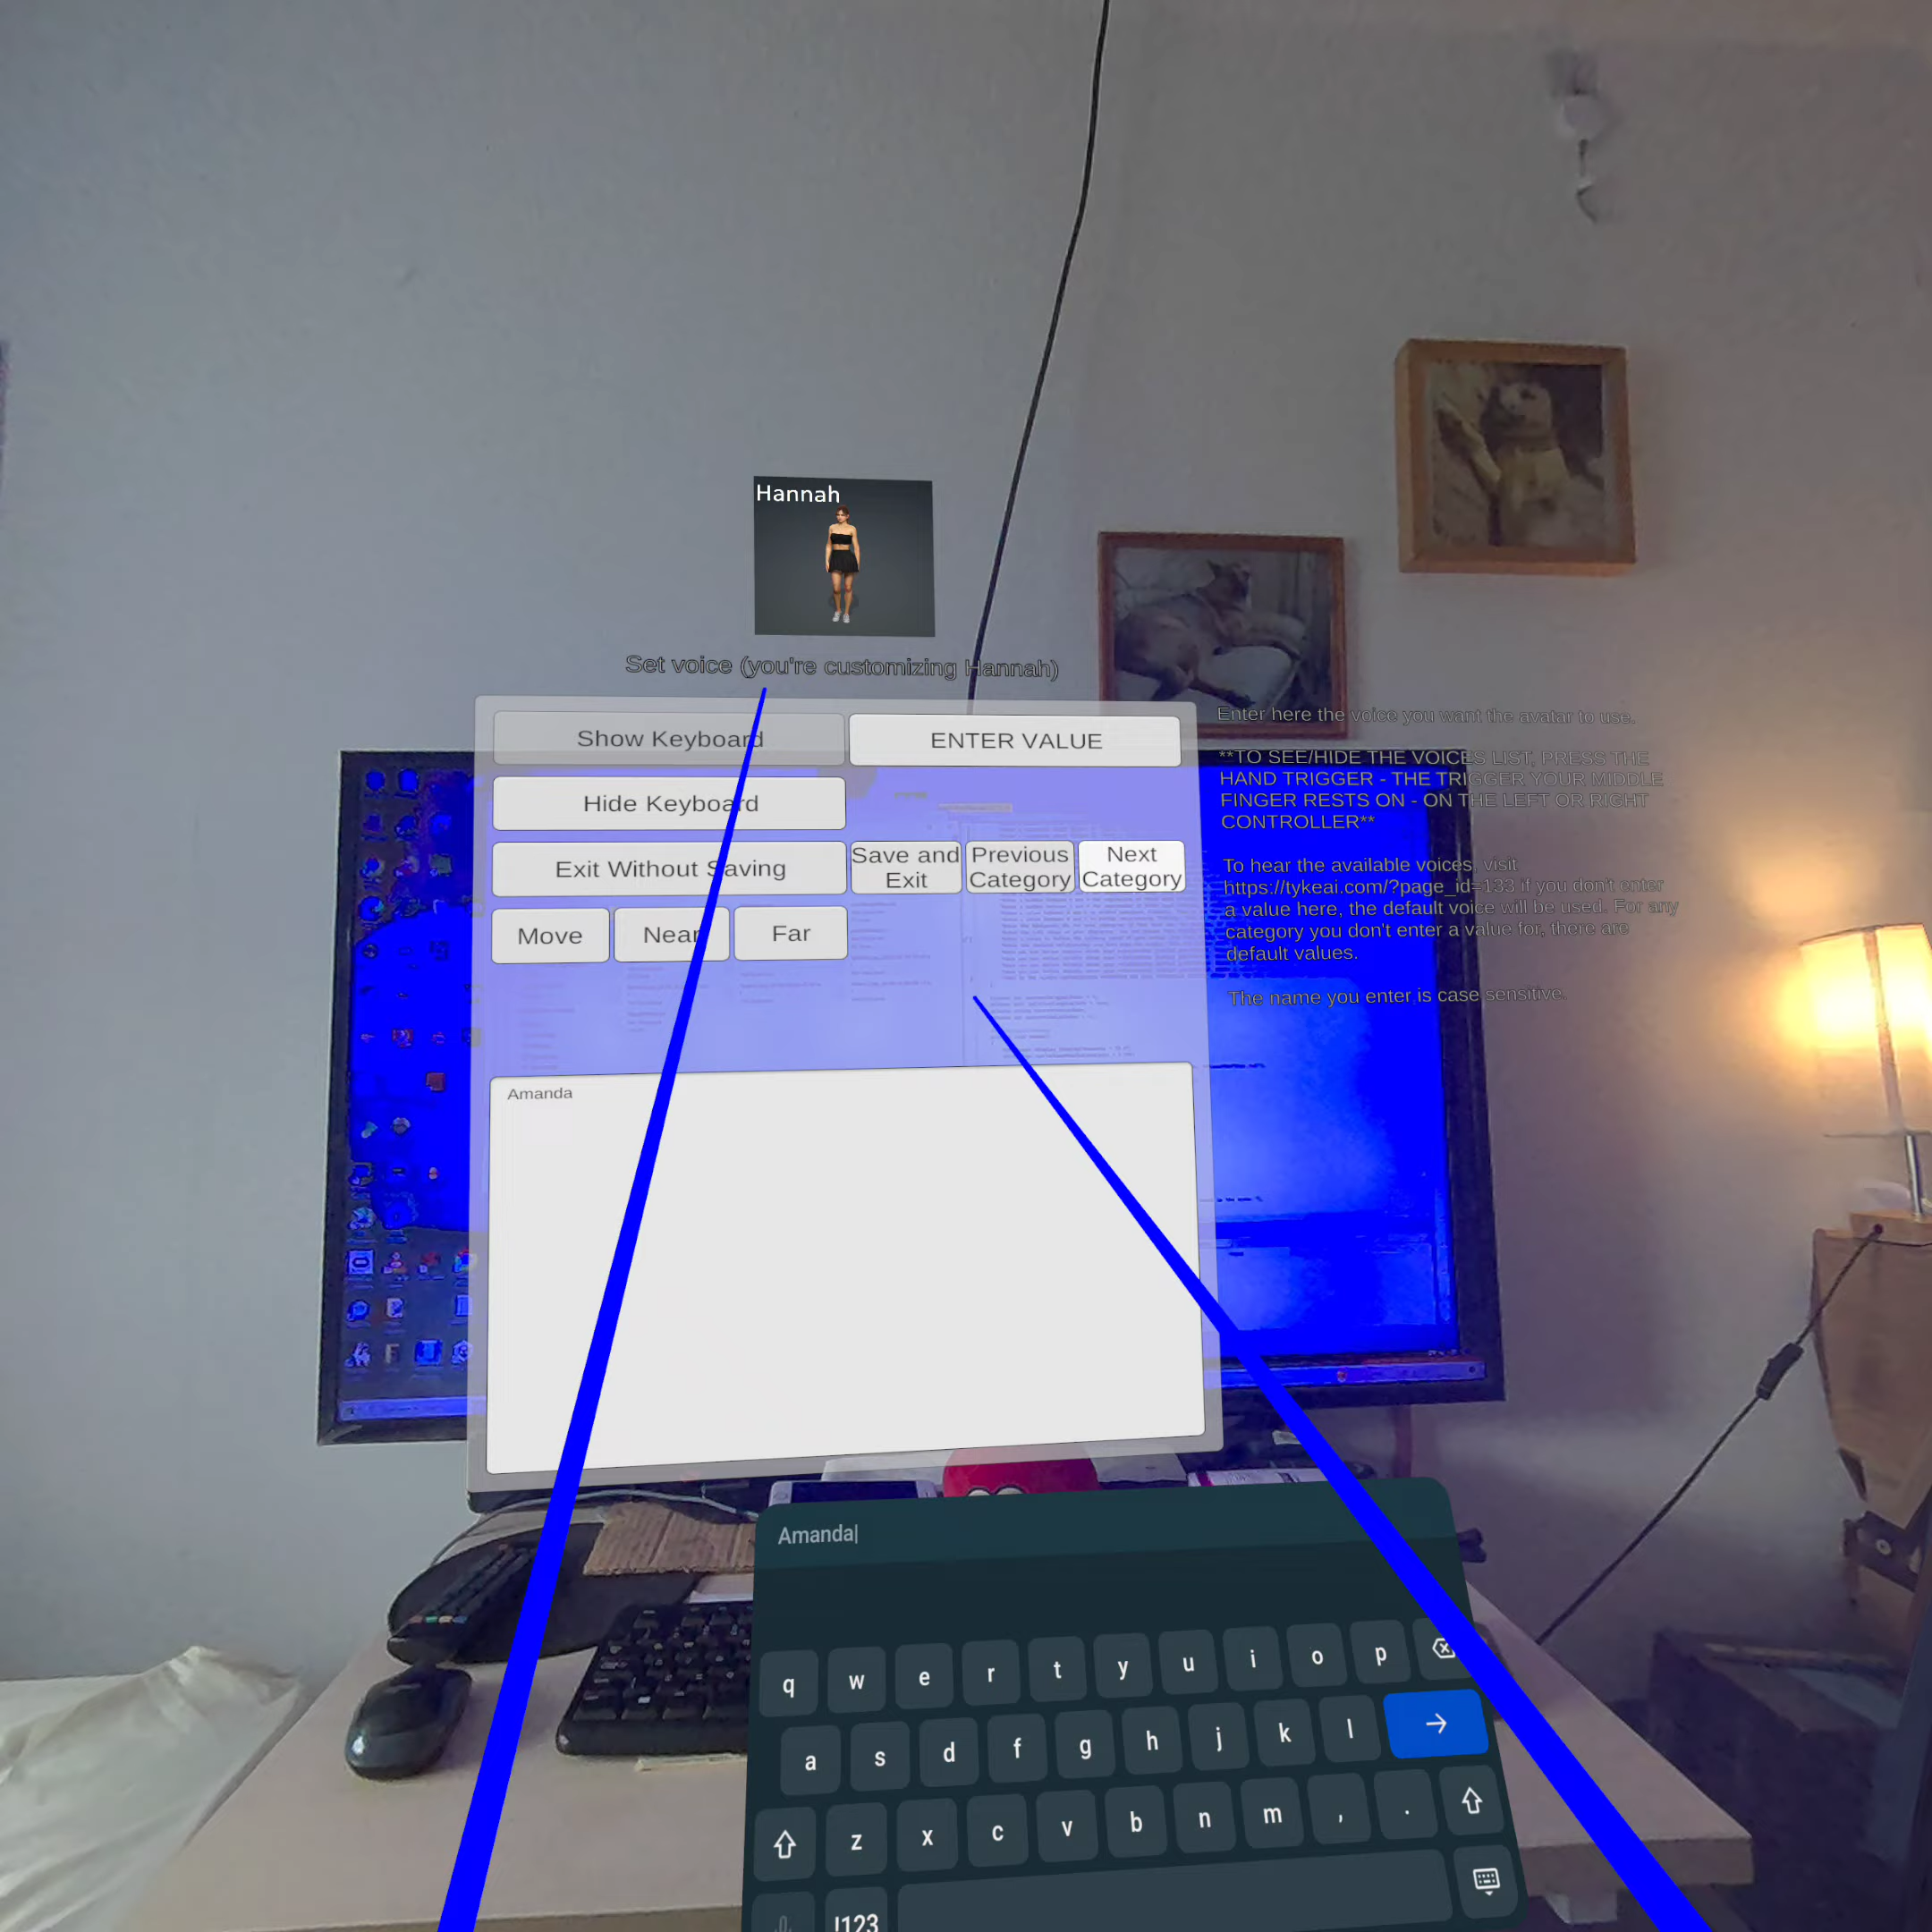 Hannah
Set voice (you're customizing Hannah)
Show Keyboard
ENTER VALUE
Hide Keyboard
Exit Without Saving
Save and
Exit
Previous
Category
Next
Category
Move
Near
Far
Amanda
Enter here the voice you want the avatar to use.
**TO SEE/HIDE THE VOICES LIST, PRESS THE
HAND TRIGGER - THE TRIGGER YOUR MIDDLE
FINGER RESTS ON - ON THE LEFT OR RIGHT
CONTROLLER**
To hear the available voices, visit
https://tykeai.com/?page_id=133 if you don't enter
a value here, the default voice will be used. For any
category you don't enter a value for, there are
default values.
The name you enter is case sensitive.
Amanda
q w e r t y u i o p
a s d f g h j k l
z x c v b n m , .
!123